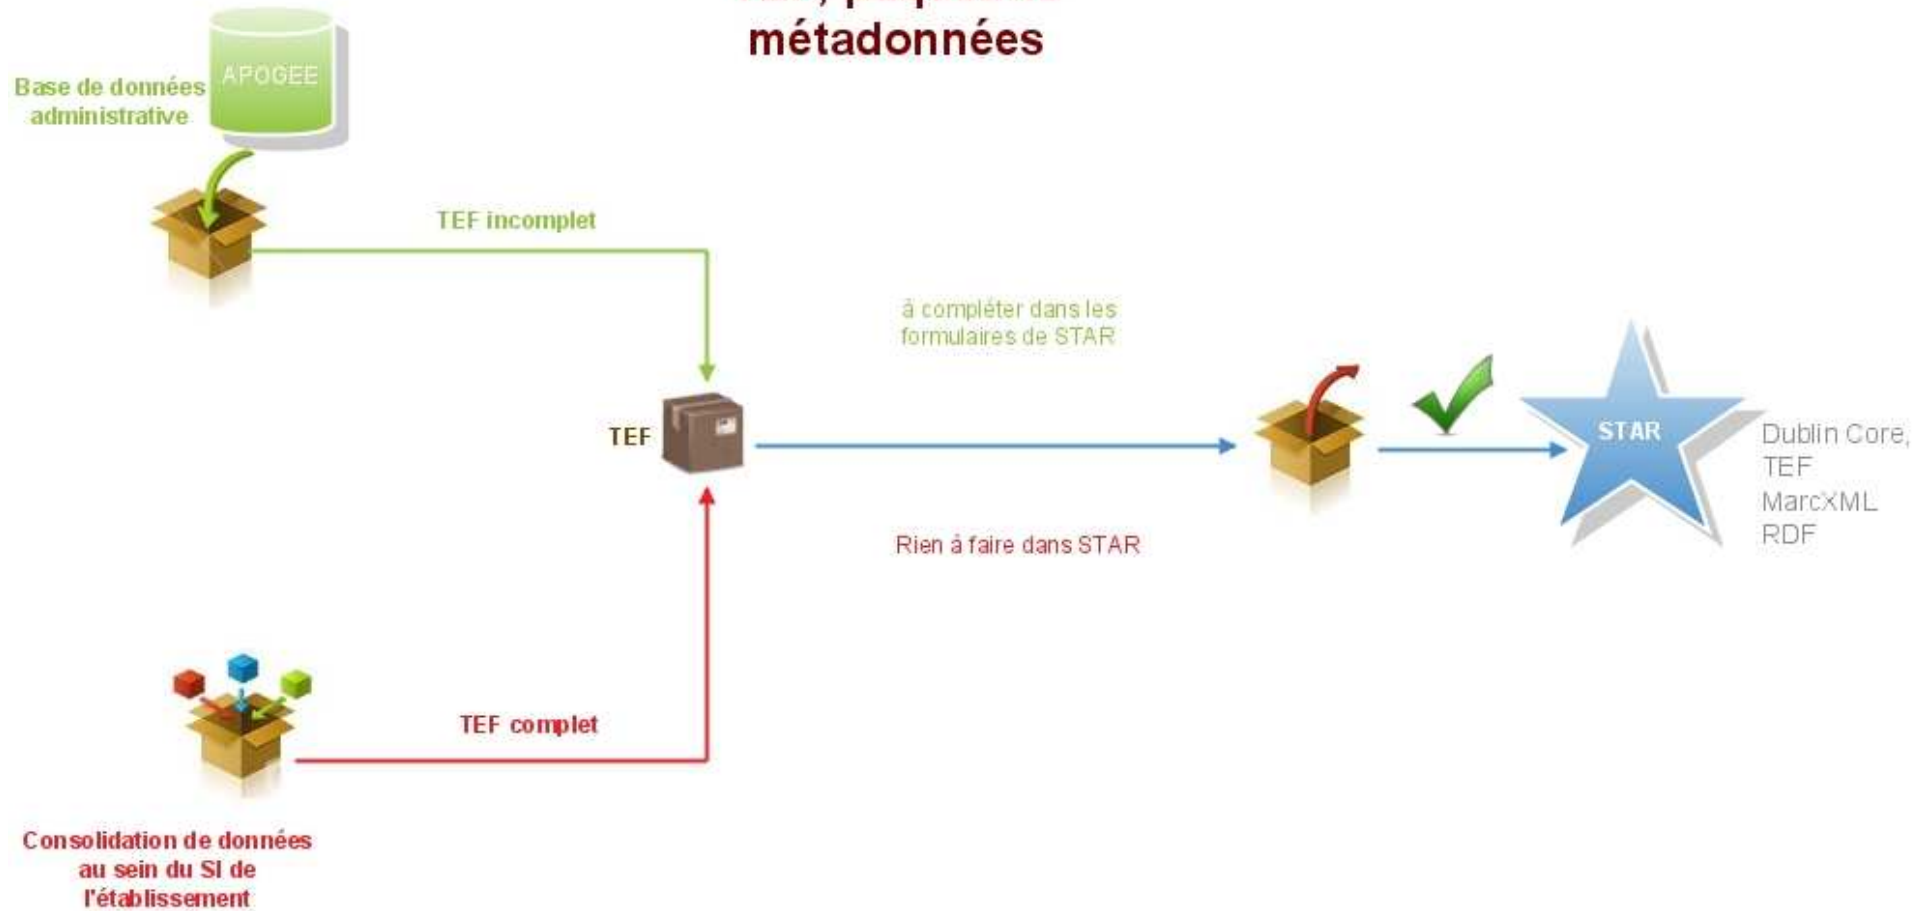 métadonnées
APOGEE
Base de données
administrative
TEF incomplet
à compléter dans les
formulaires de STAR
TEF
STAR
Dublin Core,
TEF
MarcXML
RDF
Rien à faire dans STAR
TEF complet
Consolidation de données
au sein du SI de
l'établissement